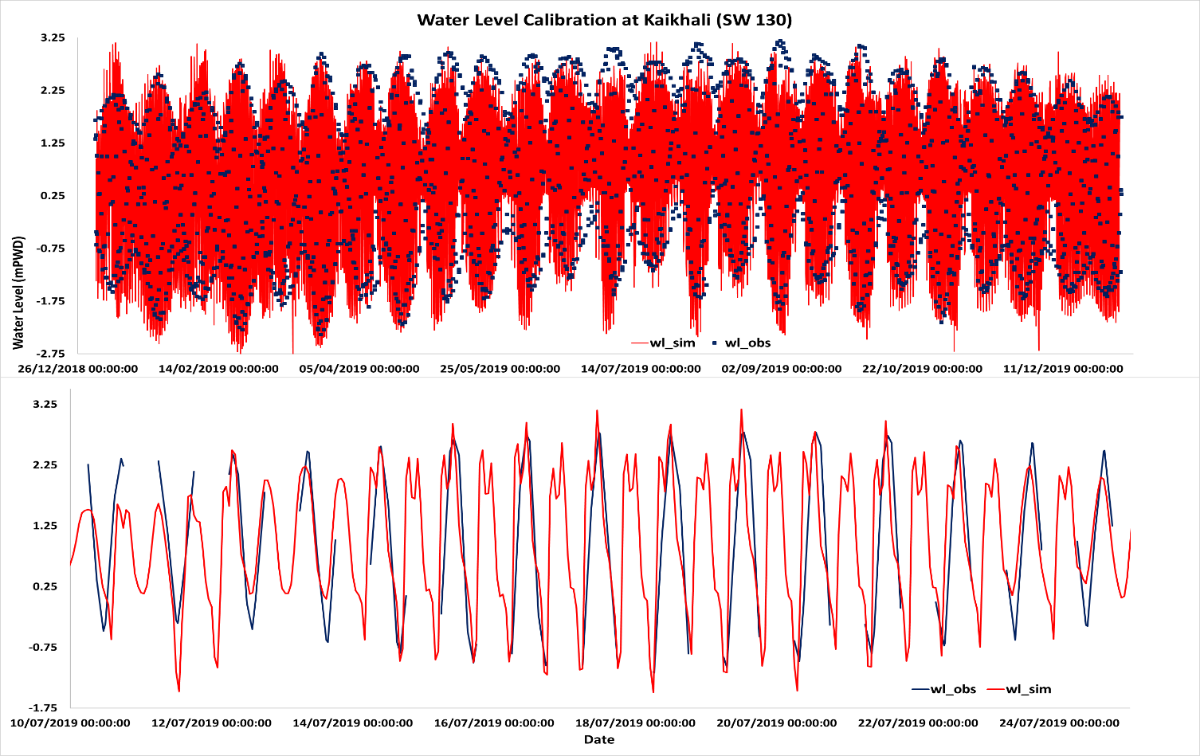 Water Level Calibration at Kaikhali (SW 130)
3.25
2.25
1.25
0.25
-0.75
-1.75
-2.75
Water Level (mPWD)
wl_sim wl_obs
26/12/2018 00:00:00 14/02/2019 00:00:00 05/04/2019 00:00:00 25/05/2019 00:00:00 14/07/2019 00:00:00 02/09/2019 00:00:00 22/10/2019 00:00:00 11/12/2019 00:00:00
3.25
2.25
1.25
0.25
-0.75
-1.75
wl_obs wl_sim
10/07/2019 00:00:00 12/07/2019 00:00:00 14/07/2019 00:00:00 16/07/2019 00:00:00 18/07/2019 00:00:00 20/07/2019 00:00:00 22/07/2019 00:00:00 24/07/2019 00:00:00
Date